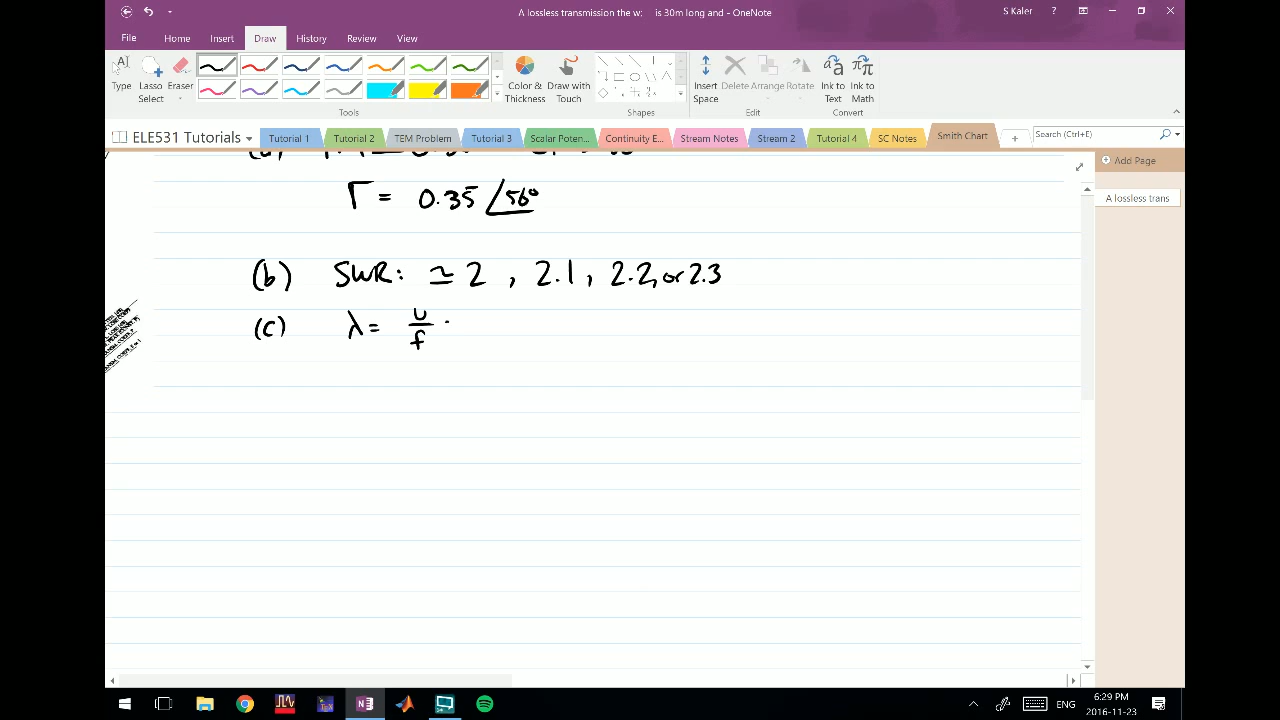 A lossless transmission the w; is 30m long and - OneNote
S Kaler
?
File
Home
Insert
Draw
History
Review
View
Type
Lasso
Select
Eraser
Color &
Thickness
Draw with
Touch
Insert
Space
Delete
Arrange
Rotate
Ink to
Text
Ink to
Math
Tools
Shapes
Edit
Convert
ELE531 Tutorials
Tutorial 1
Tutorial 2
TEM Problem
Tutorial 3
Scalar Poten...
Continuity E...
Stream Notes
Stream 2
Tutorial 4
SC Notes
Smith Chart
Search (Ctrl+E)
Add Page
A lossless trans
Γ = 0.35 /56°
(b) SWR: ≃ 2 , 2.1, 2.2, or 2.3
(c) λ = u/f
ENG
6:29 PM
2016-11-23